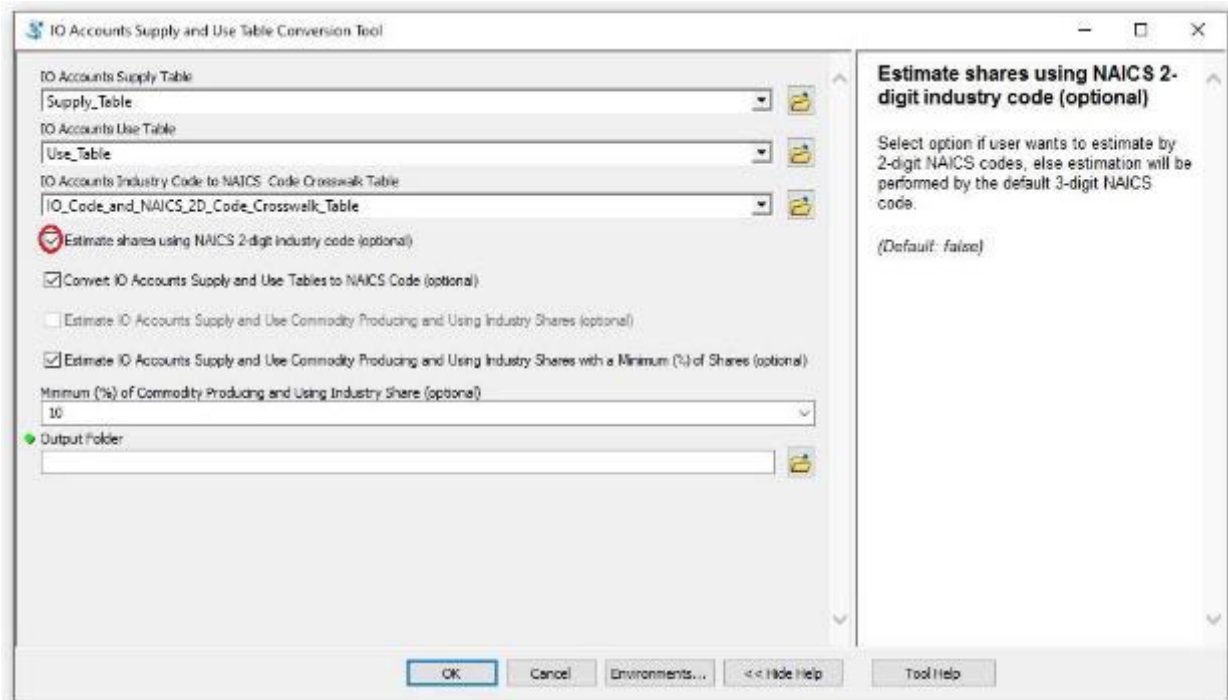 IO Accounts Supply and Use Table Conversion Tool
IO Accounts Supply Table
Supply_Table
IO Accounts Use Table
Use_Table
IO Accounts Industry Code to NAICS Code Crosswalk Table
IO_Code_and_NAICS_2D_Code_Crosswalk_Table
Estimate shares using NAICS 2-digit industry code (optional)
Convert IO Accounts Supply and Use Tables to NAICS Code (optional)
Estimate IO Accounts Supply and Use Commodity Producing and Using Industry Shares (optional)
Estimate IO Accounts Supply and Use Commodity Producing and Using Industry Shares with a Minimum (%) of Shares (optional)
Minimum (%) of Commodity Producing and Using Industry Share (optional)
10
Output Folder
Estimate shares using NAICS 2-
digit industry code (optional)
Select option if user wants to estimate by
2-digit NAICS codes, else estimation will be
performed by the default 3-digit NAICS
code.
(Default: false)
OK
Cancel
Environments...
<< Hide Help
Tool Help